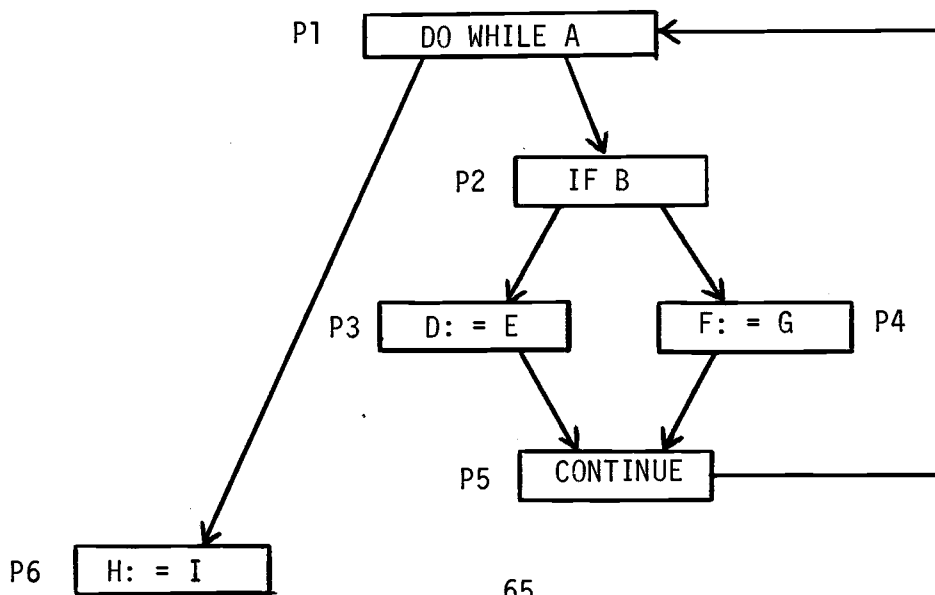 P1 DO WHILE A
P2 IF B
P3 D: = E F: = G P4
P5 CONTINUE
P6 H: = I
65